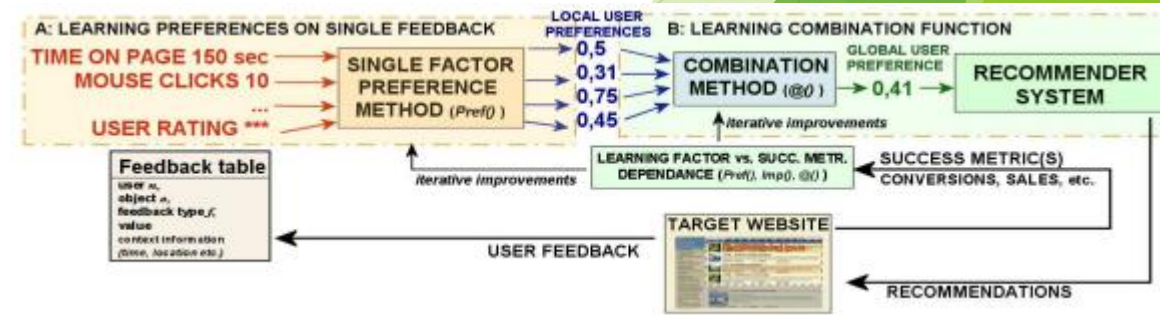 A: LEARNING PREFERENCES ON SINGLE FEEDBACK
TIME ON PAGE 150 sec
MOUSE CLICKS 10
...
USER RATING ***
SINGLE FACTOR
PREFERENCE
METHOD (Pref() )
LOCAL USER
PREFERENCES
0,5
0,31
0,75
0,45
B: LEARNING COMBINATION FUNCTION
COMBINATION
METHOD (@() )
GLOBAL USER
PREFERENCE
0,41
RECOMMENDER
SYSTEM
iterative improvements
iterative improvements
LEARNING FACTOR vs. SUCC. METR.
DEPENDANCE (Pref(), Imp(), @() )
SUCCESS METRIC(S)
CONVERSIONS, SALES, etc.
Feedback table
user
object
feedback type
value
context information
(time, location etc.)
USER FEEDBACK
TARGET WEBSITE
RECOMMENDATIONS